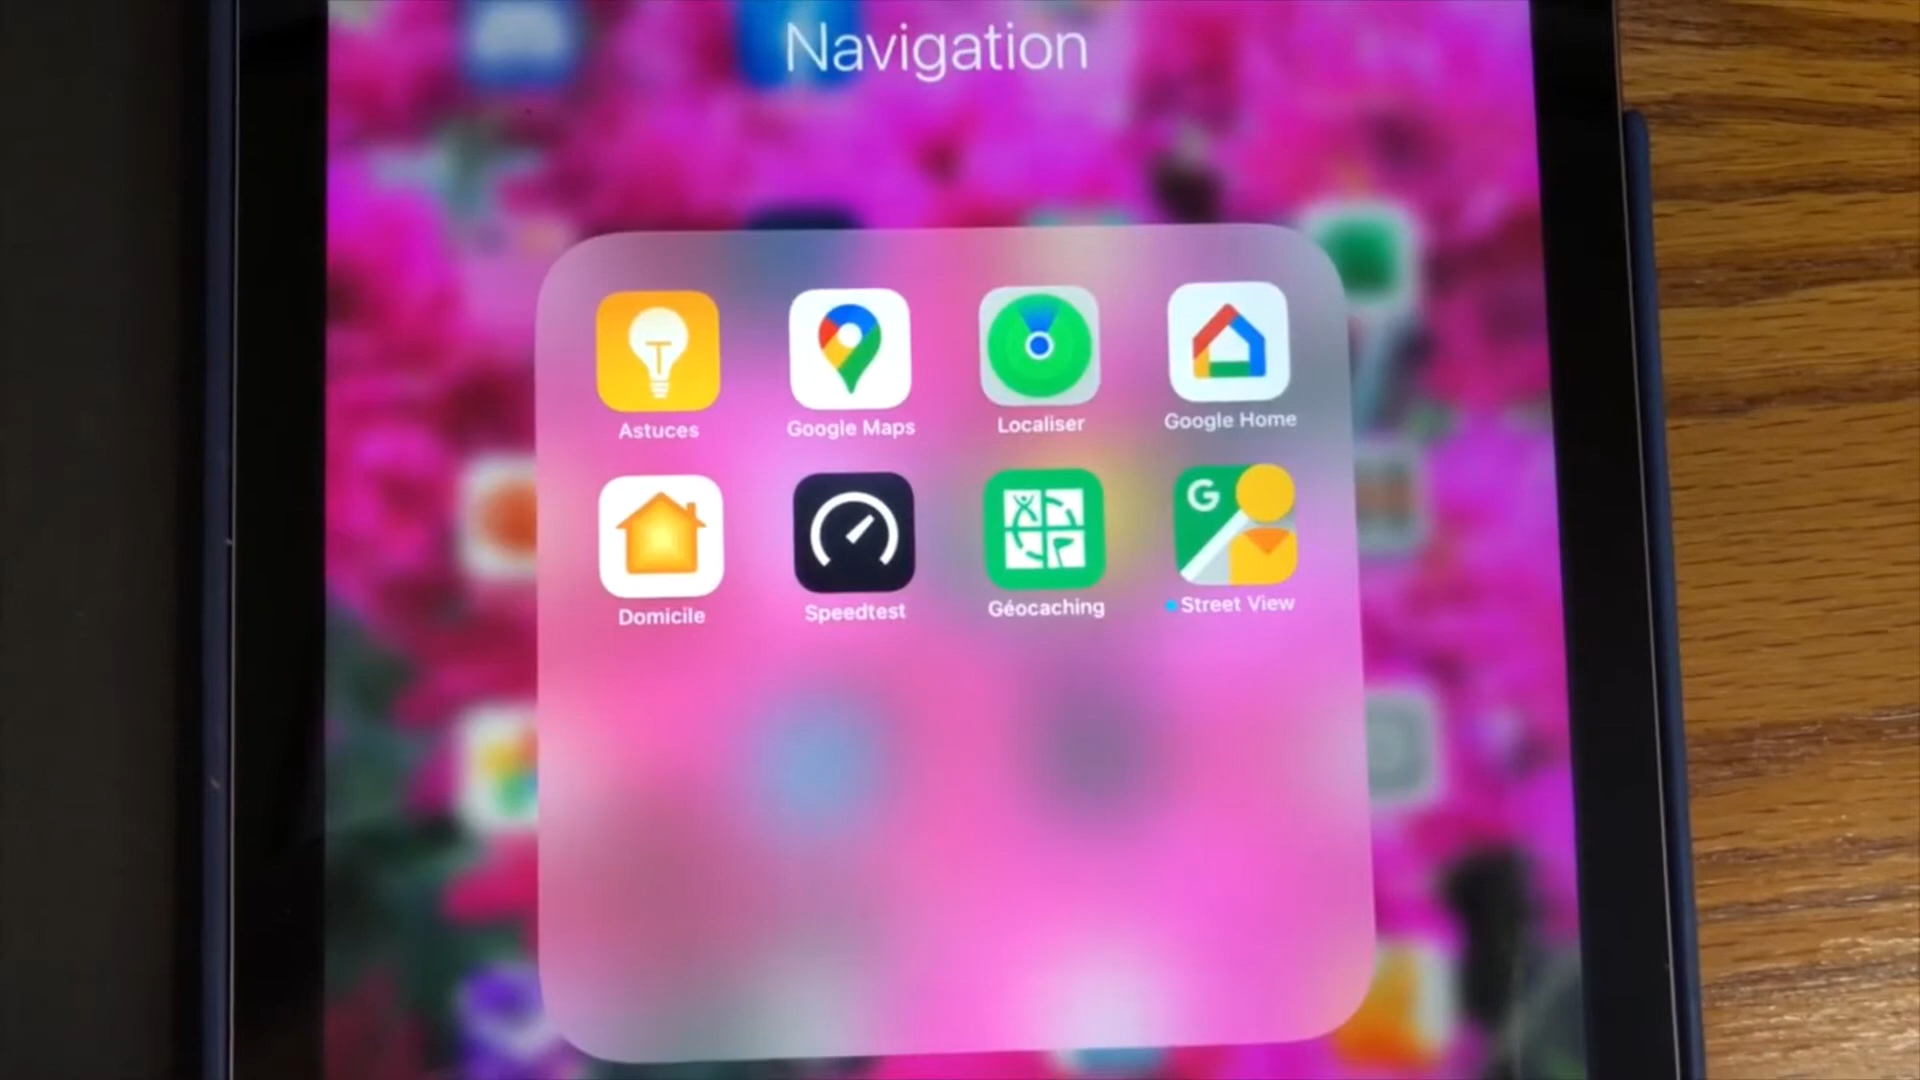 Navigation
Astuces
Google Maps
Localiser
Google Home
Domicile
Speedtest
Géocaching
G
Street View